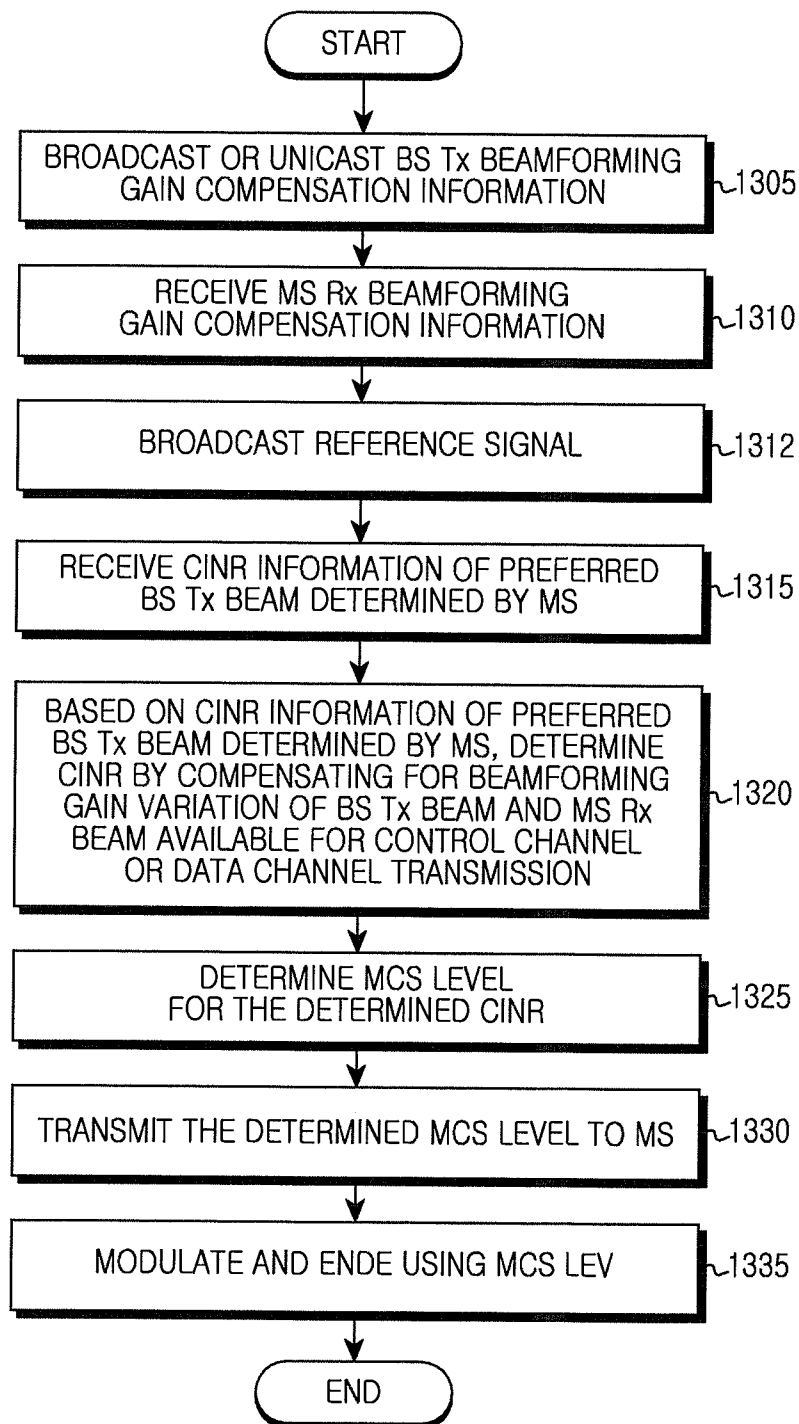 START
BROADCAST OR UNICAST BS Tx BEAMFORMING
GAIN COMPENSATION INFORMATION
1305
RECEIVE MS Rx BEAMFORMING
GAIN COMPENSATION INFORMATION
1310
BROADCAST REFERENCE SIGNAL
1312
RECEIVE CINR INFORMATION OF PREFERRED
BS Tx BEAM DETERMINED BY MS
1315
BASED ON CINR INFORMATION OF PREFERRED
BS Tx BEAM DETERMINED BY MS, DETERMINE
CINR BY COMPENSATING FOR BEAMFORMING
GAIN VARIATION OF BS Tx BEAM AND MS Rx
BEAM AVAILABLE FOR CONTROL CHANNEL
OR DATA CHANNEL TRANSMISSION
1320
DETERMINE MCS LEVEL
FOR THE DETERMINED CINR
1325
TRANSMIT THE DETERMINED MCS LEVEL TO MS
1330
MODULATE AND ENDE USING MCS LEV
1335
END